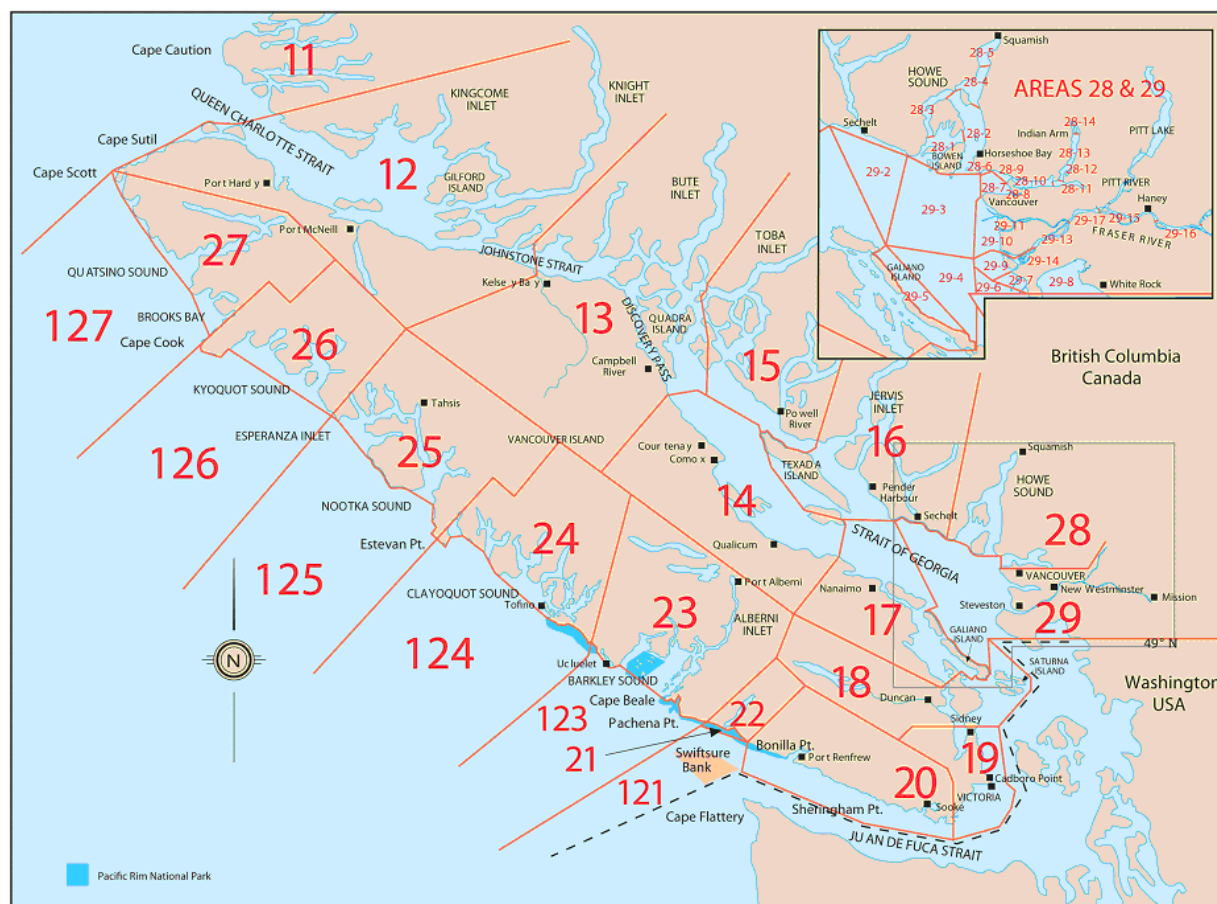 Cape Caution
11
KINGCOME
INLET
KNIGHT
INLET
QUEEN CHARLOTTE STRAIT
Cape Sutil
Cape Scott
Port Hard y
12
GILFORD
ISLAND
BUTE
INLET
Port McNeill
27
TOBA
INLET
JOHNSTONE STRAIT
QUATSINO SOUND
Kelse y Ba y
127
BROOKS BAY
Cape Cook
26
13
DISCOVERY PASS
QUADRA
ISLAND
15
Campbell
River
KYOQUOT SOUND
Tahsis
Po well
River
JERVIS
INLET
16
ESPERANZA INLET
126
25
VANCOUVER ISLAND
Cour tena y
Como x
TEXAD A
ISLAND
Pender
Harbour
Squamish
HOWE
SOUND
NOOTKA SOUND
14
Sechelt
28
Estevan Pt.
24
Qualicum
STRAIT OF GEORGIA
125
CLAYOQUOT SOUND
Tofino
Port Alberni
Nanaimo
VANCOUVER
New Westminster
Mission
Steveston
29
23
ALBERNI
INLET
17
GALIANO
ISLAND
49° N
124
N
Uc luelet
BARKLEY SOUND
SATURNA
ISLAND
Cape Beale
18
Duncan
Washington
USA
123
Pachena Pt.
22
Sidney
21
Bonilla Pt.
Swiftsure
Bank
Port Renfrew
19
Cadboro Point
VICTORIA
121
20
Sooke
Cape Flattery
Sheringham Pt.
JU AN DE FUCA STRAIT
Pacific Rim National Park
British Columbia
Canada
Squamish
28-5
HOWE
SOUND
28-4
AREAS 28 & 29
28-3
Sechelt
28-14
Indian Arm
PITT LAKE
28-2
28-1
BOWEN
ISLAND
Horseshoe Bay
28-13
28-6
28-9
28-12
29-2
28-10
28-7
28-8
28-11
PITT RIVER
Vancouver
Haney
29-3
29-17
29-15
29-11
FRASER RIVER
29-16
29-10
29-13
29-14
GALIANO
ISLAND
29-4
29-9
29-7
29-8
29-6
White Rock
29-5